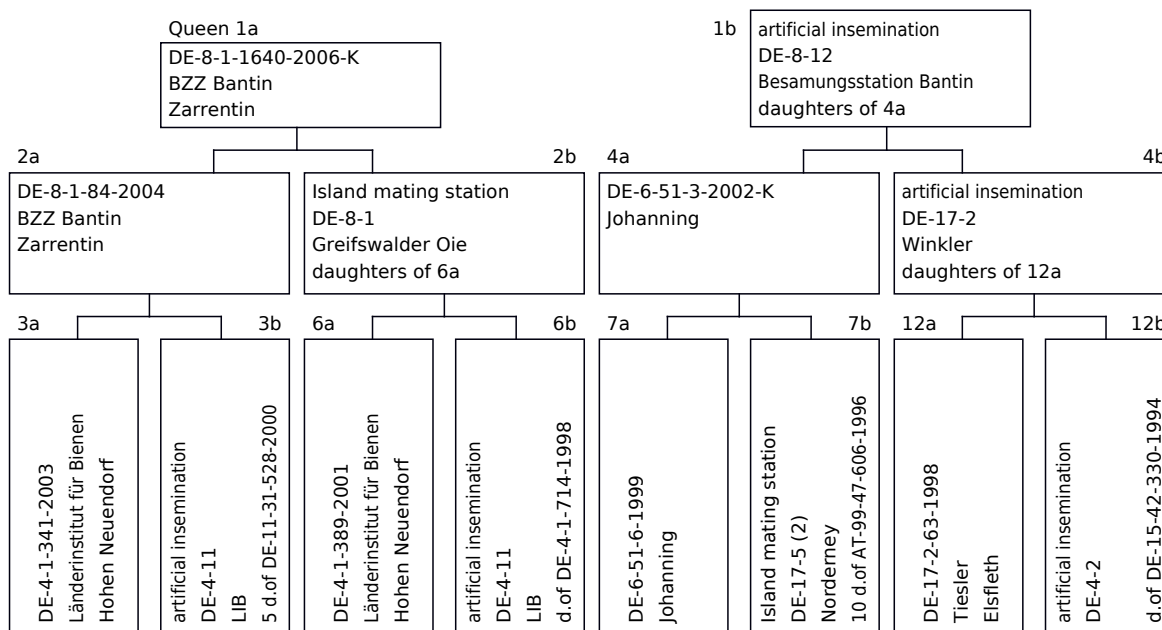 Queen 1a
DE-8-1-1640-2006-K
BZZ Bantin
Zarrentin
1b
artificial insemination
DE-8-12
Besamungsstation Bantin
daughters of 4a
2a
DE-8-1-84-2004
BZZ Bantin
Zarrentin
2b
Island mating station
DE-8-1
Greifswalder Oie
daughters of 6a
4a
DE-6-51-3-2002-K
Johanning
4b
artificial insemination
DE-17-2
Winkler
daughters of 12a
3a
DE-4-1-341-2003
Länderinstitut für Bienen
Hohen Neuendorf
3b
artificial insemination
DE-4-11
LIB
5 d.of DE-11-31-528-2000
6a
DE-4-1-389-2001
Länderinstitut für Bienen
Hohen Neuendorf
6b
artificial insemination
DE-4-11
LIB
d.of DE-4-1-714-1998
7a
DE-6-51-6-1999
Johanning
7b
Island mating station
DE-17-5 (2)
Norderney
10 d.of AT-99-47-606-1996
12a
DE-17-2-63-1998
Tiesler
Elsfleth
12b
artificial insemination
DE-4-2
d.of DE-15-42-330-1994